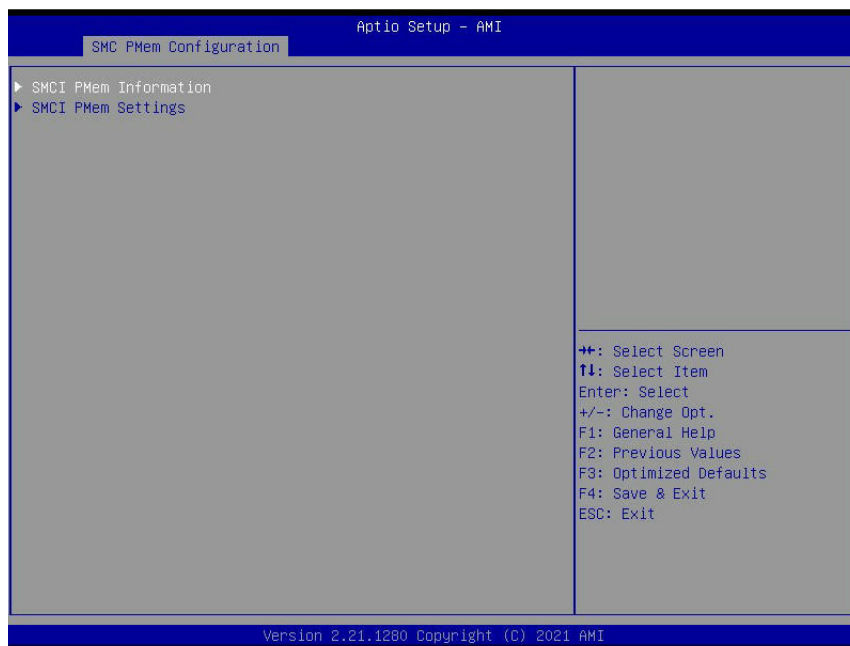 Aptio Setup – AMI
SMC PMem Configuration
▶ SMCI PMem Information
▶ SMCI PMem Settings
→←: Select Screen
↑↓: Select Item
Enter: Select
+/-: Change Opt.
F1: General Help
F2: Previous Values
F3: Optimized Defaults
F4: Save & Exit
ESC: Exit
Version 2.21.1280 Copyright (C) 2021 AMI